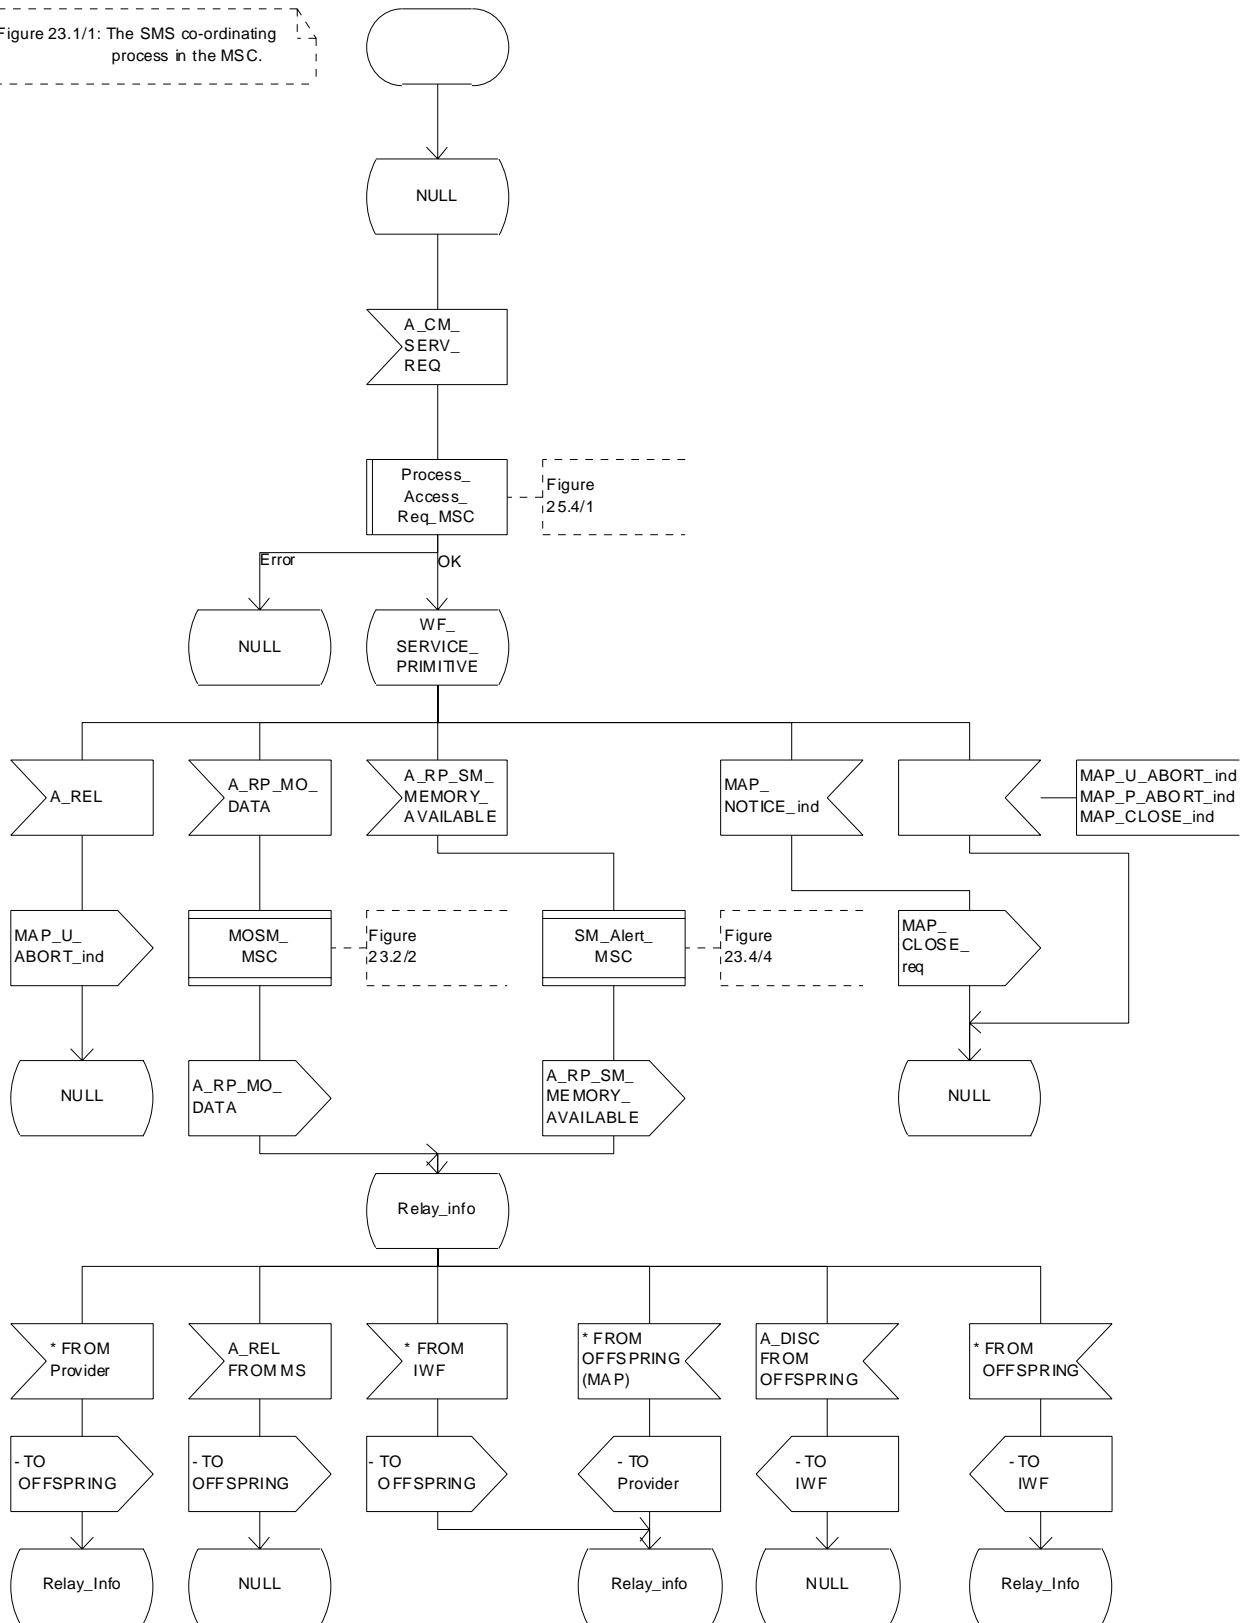 Figure 23.1/1: The SMS co-ordinating
process in the MSC.
NULL
A_CM_
SERV_
REQ
Process_
Access_
Req_MSC
Figure
25.4/1
Error
OK
NULL
WF_
SERVICE_
PRIMITIVE
A_REL
A_RP_MO_
DATA
A_RP_SM_
MEMORY_
AVAILABLE
MAP_
NOTICE_ind
MAP_U_ABORT_ind
MAP_P_ABORT_ind
MAP_CLOSE_ind
MAP_U_
ABORT_ind
MOSM_
MSC
Figure
23.2/2
SM_Alert_
MSC
Figure
23.4/4
MAP_
CLOSE_
req
NULL
A_RP_MO_
DATA
A_RP_SM_
MEMORY_
AVAILABLE
NULL
Relay_info
* FROM
Provider
A_REL
FROM MS
* FROM
IWF
* FROM
OFFSPRING
(MAP)
A_DISC
FROM
OFFSPRING
* FROM
OFFSPRING
- TO
OFFSPRING
- TO
OFFSPRING
- TO
OFFSPRING
- TO
Provider
- TO
IWF
- TO
IWF
Relay_Info
NULL
Relay_info
NULL
Relay_Info